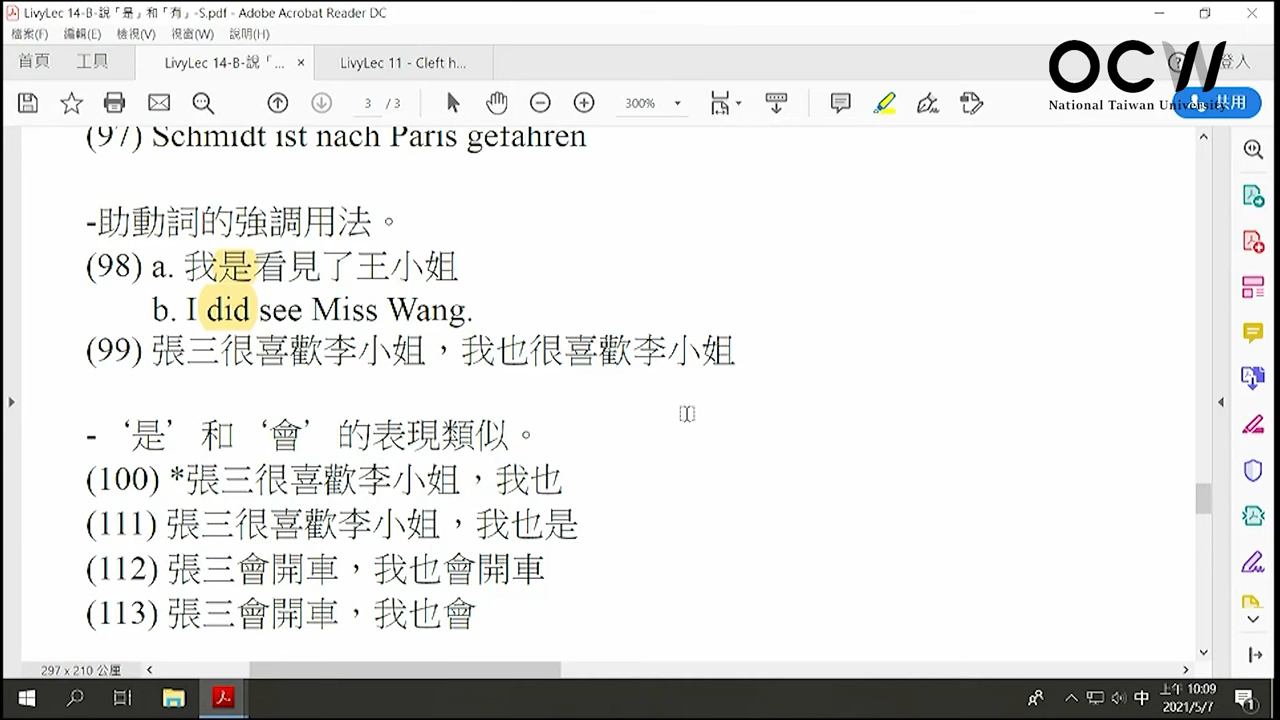 LivyLec 14-B-說「是」和「有」-S.pdf - Adobe Acrobat Reader DC
檔案(F) 編輯(E) 檢視(V) 視窗(W) 說明(H)
首頁 工具 LivyLec 14-B-說「... × LivyLec 11 - Cleft h... 登入
OCW
National Taiwan University
3 / 3 300% 共用
(97) Schmidt ist nach Paris gefahren
-助動詞的強調用法。
(98) a. 我是看見了王小姐
b. I did see Miss Wang.
(99) 張三很喜歡李小姐，我也很喜歡李小姐
-‘是’ 和 ‘會’ 的表現類似。
(100) *張三很喜歡李小姐，我也
(111) 張三很喜歡李小姐，我也是
(112) 張三會開車，我也會開車
(113) 張三會開車，我也會
297 x 210 公厘
中 上午 10:09
2021/5/7
1